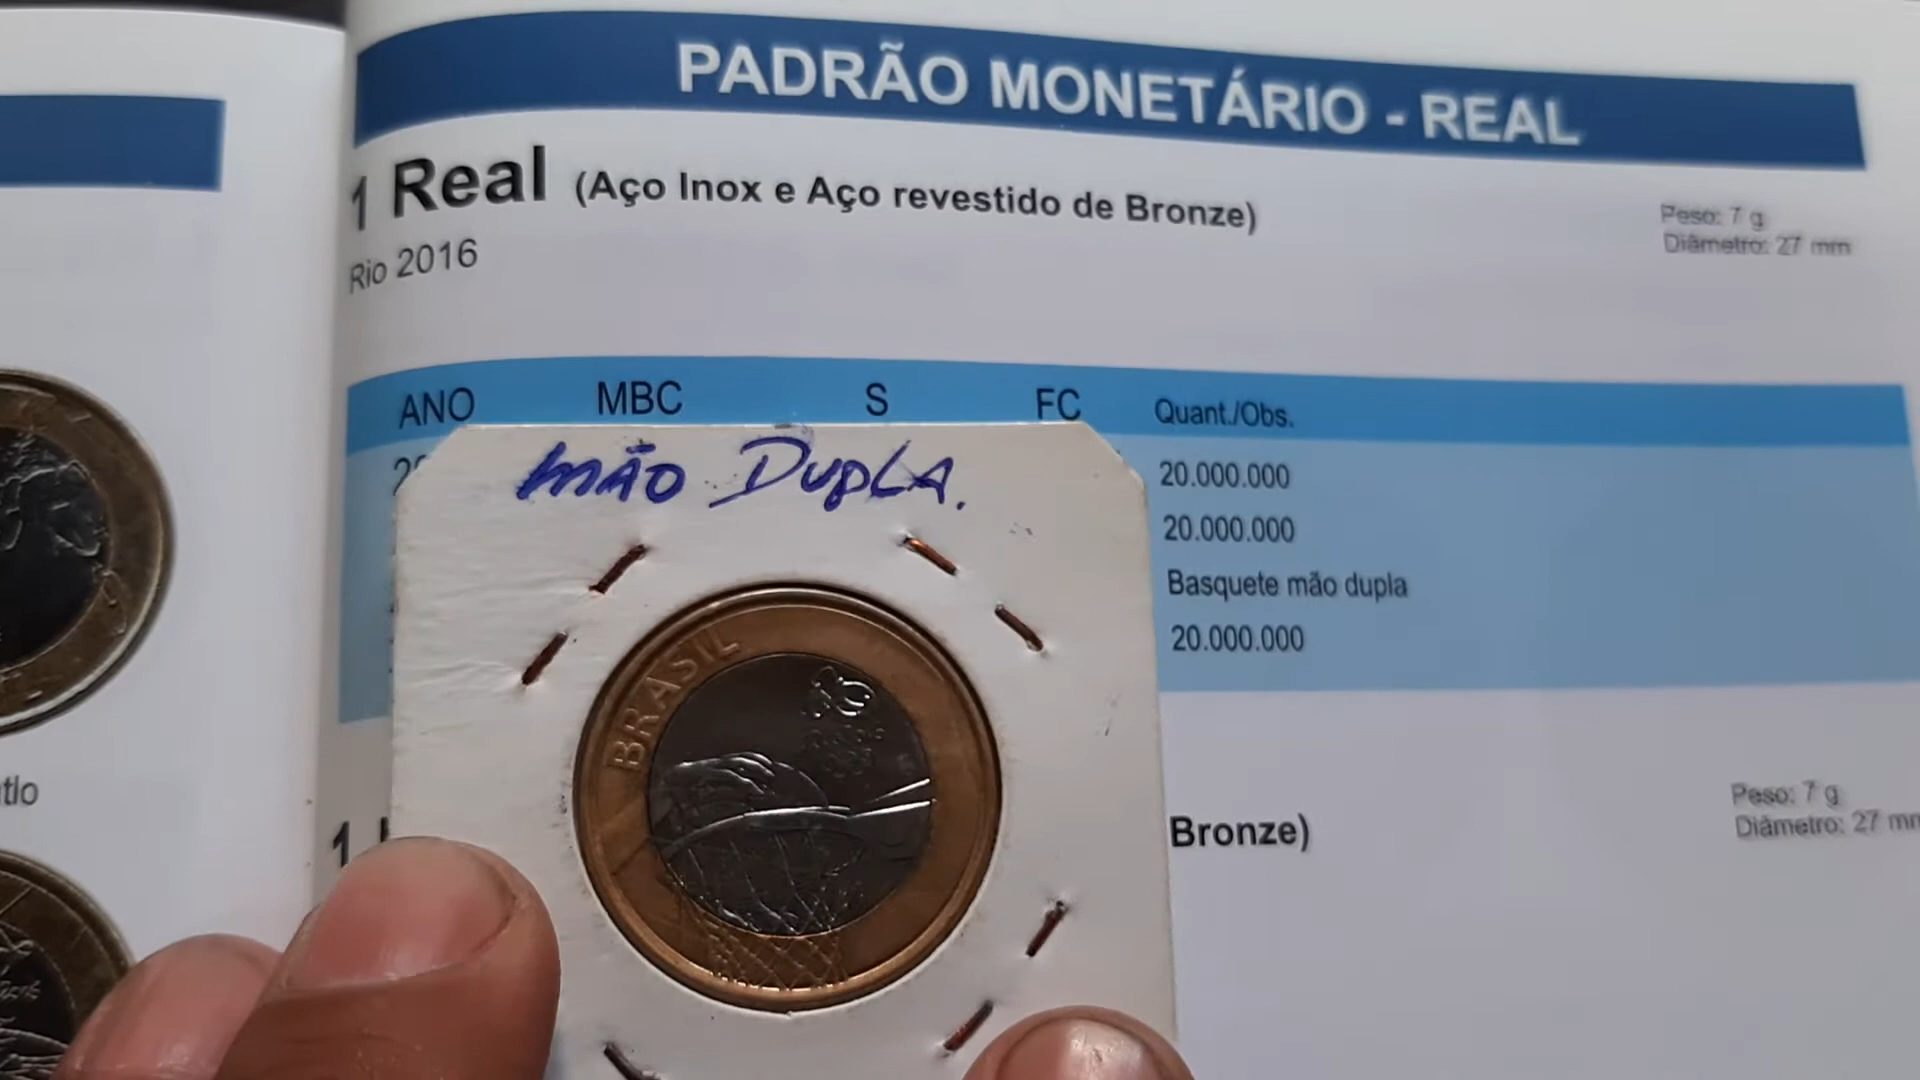 PADRÃO MONETÁRIO - REAL
1 Real (Aço Inox e Aço revestido de Bronze)
Peso: 7 g
Diâmetro: 27 mm
Rio 2016
ANO MBC S FC Quant./Obs.
MÃO DUPLA.
20.000.000
20.000.000
Basquete mão dupla
20.000.000
BRASIL
tlo
1
Bronze)
Peso: 7 g
Diâmetro: 27 mm